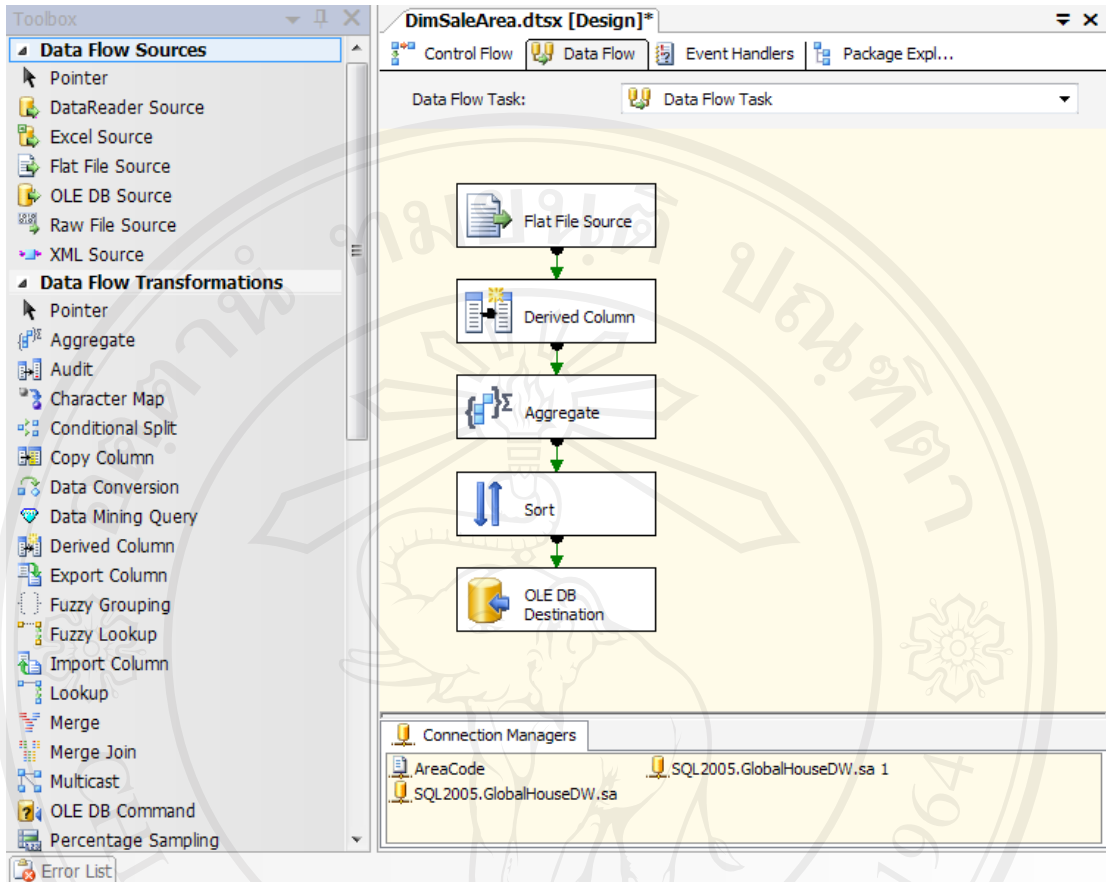 Toolbox
Data Flow Sources
Pointer
DataReader Source
Excel Source
Flat File Source
OLE DB Source
Raw File Source
XML Source
Data Flow Transformations
Pointer
Aggregate
Audit
Character Map
Conditional Split
Copy Column
Data Conversion
Data Mining Query
Derived Column
Export Column
Fuzzy Grouping
Fuzzy Lookup
Import Column
Lookup
Merge
Merge Join
Multicast
OLE DB Command
Percentage Sampling
Error List
DimSaleArea.dtsx [Design]*
Control Flow
Data Flow
Event Handlers
Package Expl...
Data Flow Task:
Data Flow Task
Flat File Source
Derived Column
Aggregate
Sort
OLE DB
Destination
Connection Managers
AreaCode
SQL2005.GlobalHouseDW.sa 1
SQL2005.GlobalHouseDW.sa
1964